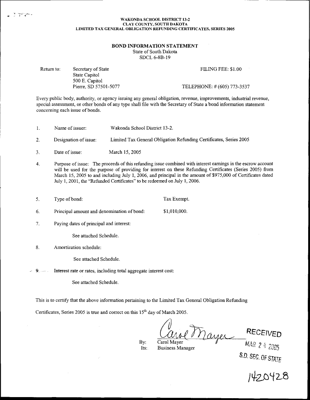 WAKONDA SCHOOL DISTRICT 13-2
CLAY COUNTY, SOUTH DAKOTA
LIMITED TAX GENERAL OBLIGATION REFUNDING CERTIFICATES, SERIES 2005
BOND INFORMATION STATEMENT
State of South Dakota
SDCL 6-8B-19
Return to: Secretary of State FILING FEE: $1.00
State Capitol
500 E. Capitol
Pierre, SD 57501-5077 TELEPHONE: # (605) 773-3537
Every public body, authority, or agency issuing any general obligation, revenue, improvements, industrial revenue,
special assessment, or other bonds of any type shall file with the Secretary of State a bond information statement
concerning each issue of bonds.
1. Name of issuer: Wakonda School District 13-2.
2. Designation of issue: Limited Tax General Obligation Refunding Certificates, Series 2005
3. Date of issue: March 15, 2005
4. Purpose of issue: The proceeds of this refunding issue combined with interest earnings in the escrow account
will be used for the purpose of providing for interest on these Refunding Certificates (Series 2005) from
March 15, 2005 to and including July 1, 2006, and principal in the amount of $975,000 of Certificates dated
July 1, 2001, the "Refunded Certificates" to be redeemed on July 1, 2006.
5. Type of bond: Tax Exempt.
6. Principal amount and denomination of bond: $1,010,000.
7. Paying dates of principal and interest:
See attached Schedule.
8. Amortization schedule:
See attached Schedule.
9. Interest rate or rates, including total aggregate interest cost:
See attached Schedule.
This is to certify that the above information pertaining to the Limited Tax General Obligation Refunding
Certificates, Series 2005 is true and correct on this 15th day of March 2005.
Carol Mayer
By: Carol Mayer
Its: Business Manager
RECEIVED
MAR 2 8 2005
S.D. SEC. OF STATE
1420428